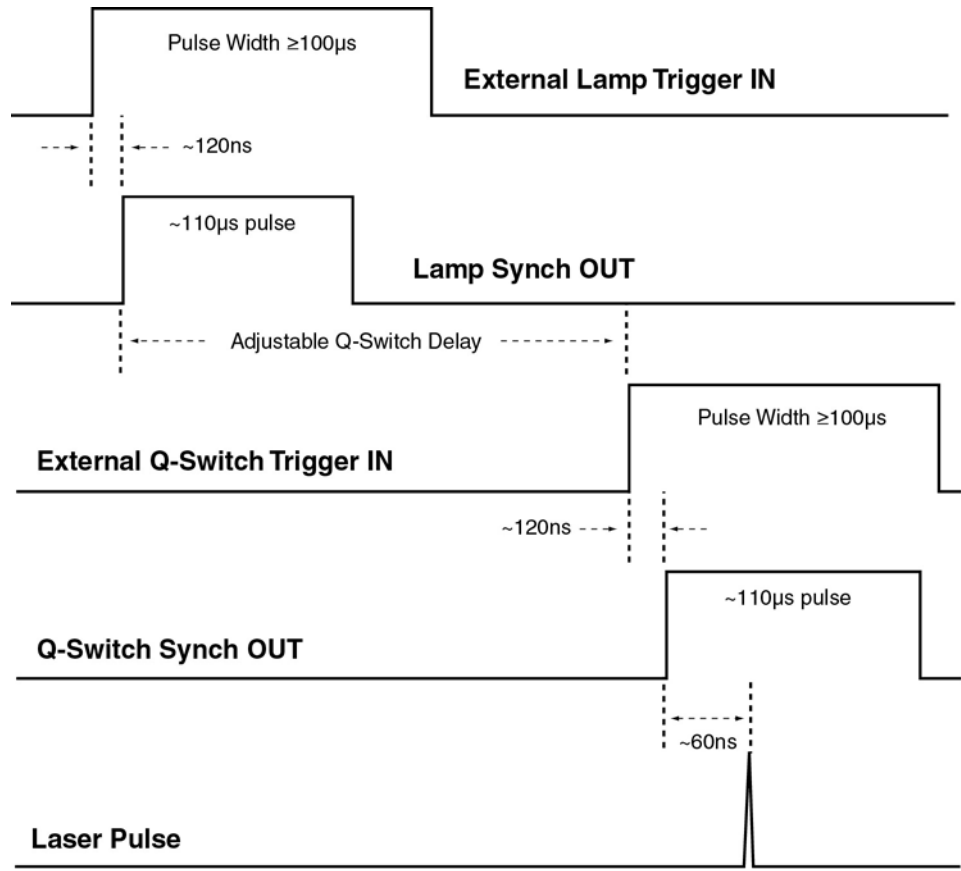 Pulse Width ≥100µs
External Lamp Trigger IN
~120ns
~110µs pulse
Lamp Synch OUT
Adjustable Q-Switch Delay
Pulse Width ≥100µs
External Q-Switch Trigger IN
~120ns
~110µs pulse
Q-Switch Synch OUT
~60ns
Laser Pulse